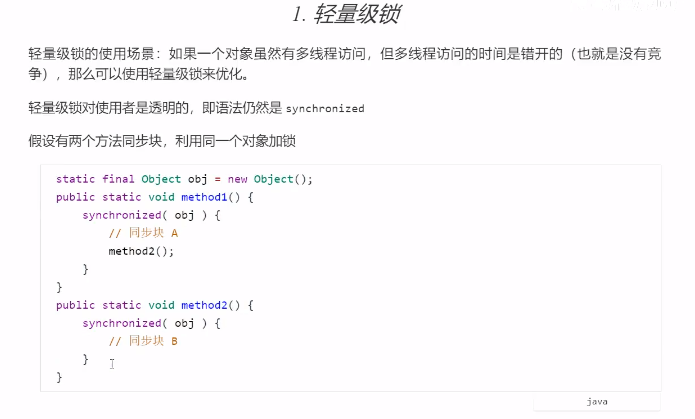 1. 轻量级锁
轻量级锁的使用场景：如果一个对象虽然有多线程访问，但多线程访问的时间是错开的（也就是没有竞
争），那么可以使用轻量级锁来优化。
轻量级锁对使用者是透明的，即语法仍然是 synchronized
假设有两个方法同步块，利用同一个对象加锁
static final Object obj = new Object();
public static void method1() {
    synchronized( obj ) {
        // 同步块 A
        method2();
    }
}
public static void method2() {
    synchronized( obj ) {
        // 同步块 B
    }
}
java